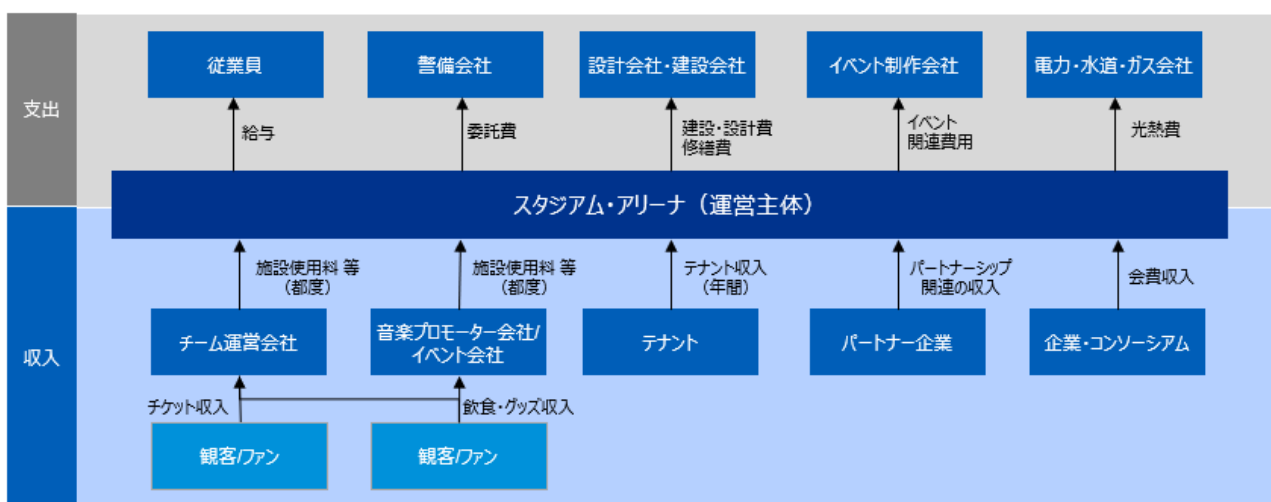 支出
従業員
警備会社
設計会社・建設会社
イベント制作会社
電力・水道・ガス会社
給与
委託費
建設・設計費
修繕費
イベント
関連費用
光熱費
スタジアム・アリーナ（運営主体）
収入
施設使用料 等
（都度）
施設使用料 等
（都度）
テナント収入
（年間）
パートナーシップ
関連の収入
会費収入
チーム運営会社
音楽プロモーター会社/
イベント会社
テナント
パートナー企業
企業・コンソーシアム
チケット収入
飲食・グッズ収入
観客/ファン
観客/ファン